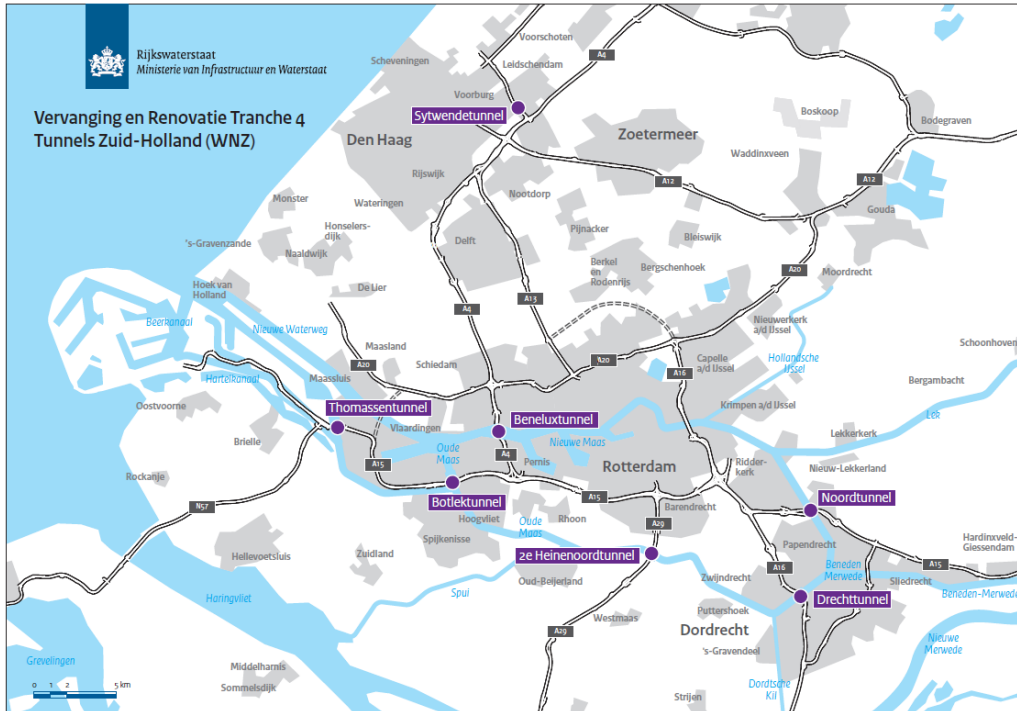 Rijkswaterstaat
Ministerie van Infrastructuur en Waterstaat
Vervanging en Renovatie Tranche 4
Tunnels Zuid-Holland (WNZ)
Voorschoten
Scheveningen
Leidschendam
A4
Voorburg
Sytwendetunnel
Boskoop
Bodegraven
Den Haag
Zoetermeer
Waddinxveen
Rijswijk
A12
A12
Nootdorp
Monster
Wateringen
Gouda
Honselers-
dijk
Pijnacker
Bleiswijk
's-Gravenzande
Delft
Naaldwijk
Berkel
en
Rodenrijs
Bergschenhoek
A20
Moordrecht
Hoek van
Holland
De Lier
A4
A13
Beerkanaal
Nieuwe Waterweg
Nieuwerkerk
a/d IJssel
Maasland
Schoonhoven
A20
Schiedam
A20
Capelle
a/d IJssel
Hollandsche
IJssel
A16
Hartelkanaal
Maassluis
Bergambacht
Oostvoorne
Thomassentunnel
Krimpen a/d IJssel
Lek
Beneluxtunnel
Vlaardingen
Brielle
Oude
Maas
Nieuwe Maas
Lekkerkerk
A4
A15
Pernis
Rotterdam
Ridder-
kerk
Nieuw-Lekkerland
Rockanje
Botlektunnel
A15
Noordtunnel
N57
Hoogvliet
Oude
Maas
Rhoon
Barendrecht
A29
Spijkenisse
Papendrecht
Hardinxveld-
Giessendam
Hellevoetsluis
Zuidland
2e Heinenoordtunnel
A16
Beneden
Merwede
A15
Oud-Beijerland
Zwijndrecht
Sliedrecht
Spui
Beneden-Merwede
Haringvliet
Drechttunnel
Puttershoek
Westmaas
A29
Dordrecht
's-Gravendeel
Nieuwe
Merwede
Grevelingen
Middelharnis
Sommelsdijk
0 1 2 5 km
Dordtsche
Kil
Strijen